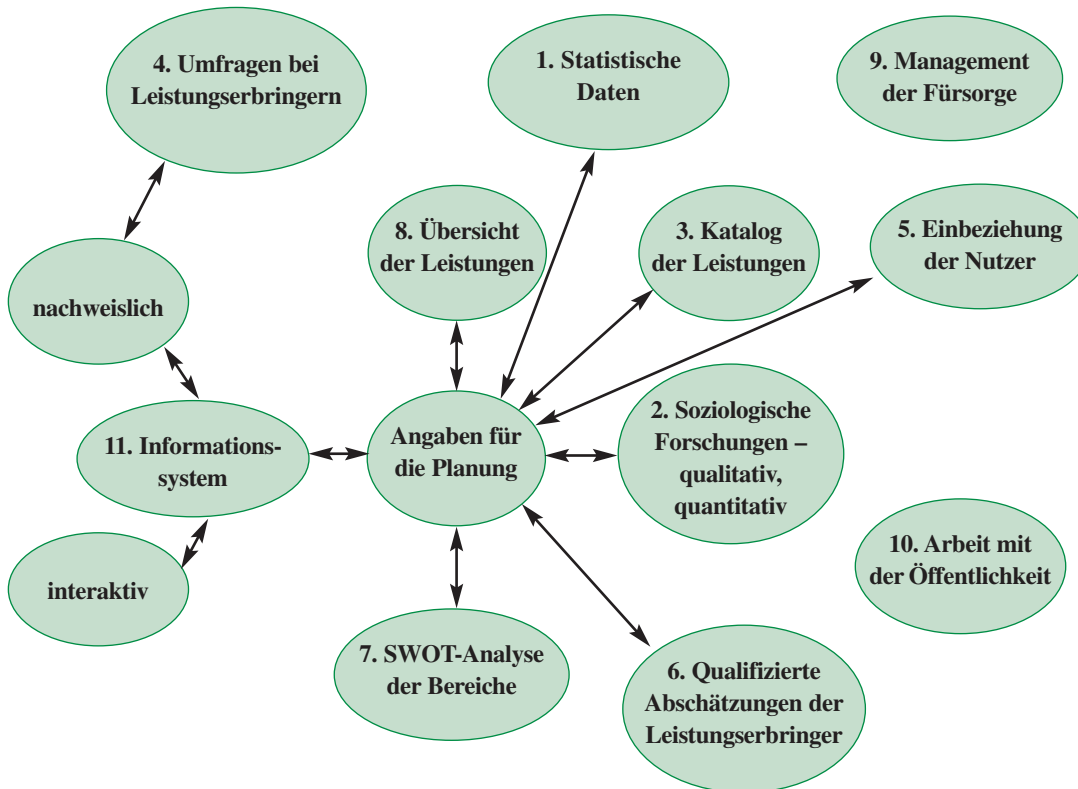 4. Umfragen bei
Leistungserbringern
1. Statistische
Daten
9. Management
der Fürsorge
8. Übersicht
der Leistungen
3. Katalog
der Leistungen
5. Einbeziehung
der Nutzer
nachweislich
11. Informations-
system
Angaben für
die Planung
2. Soziologische
Forschungen –
qualitativ,
quantitativ
interaktiv
10. Arbeit mit
der Öffentlichkeit
7. SWOT-Analyse
der Bereiche
6. Qualifizierte
Abschätzungen der
Leistungserbringer